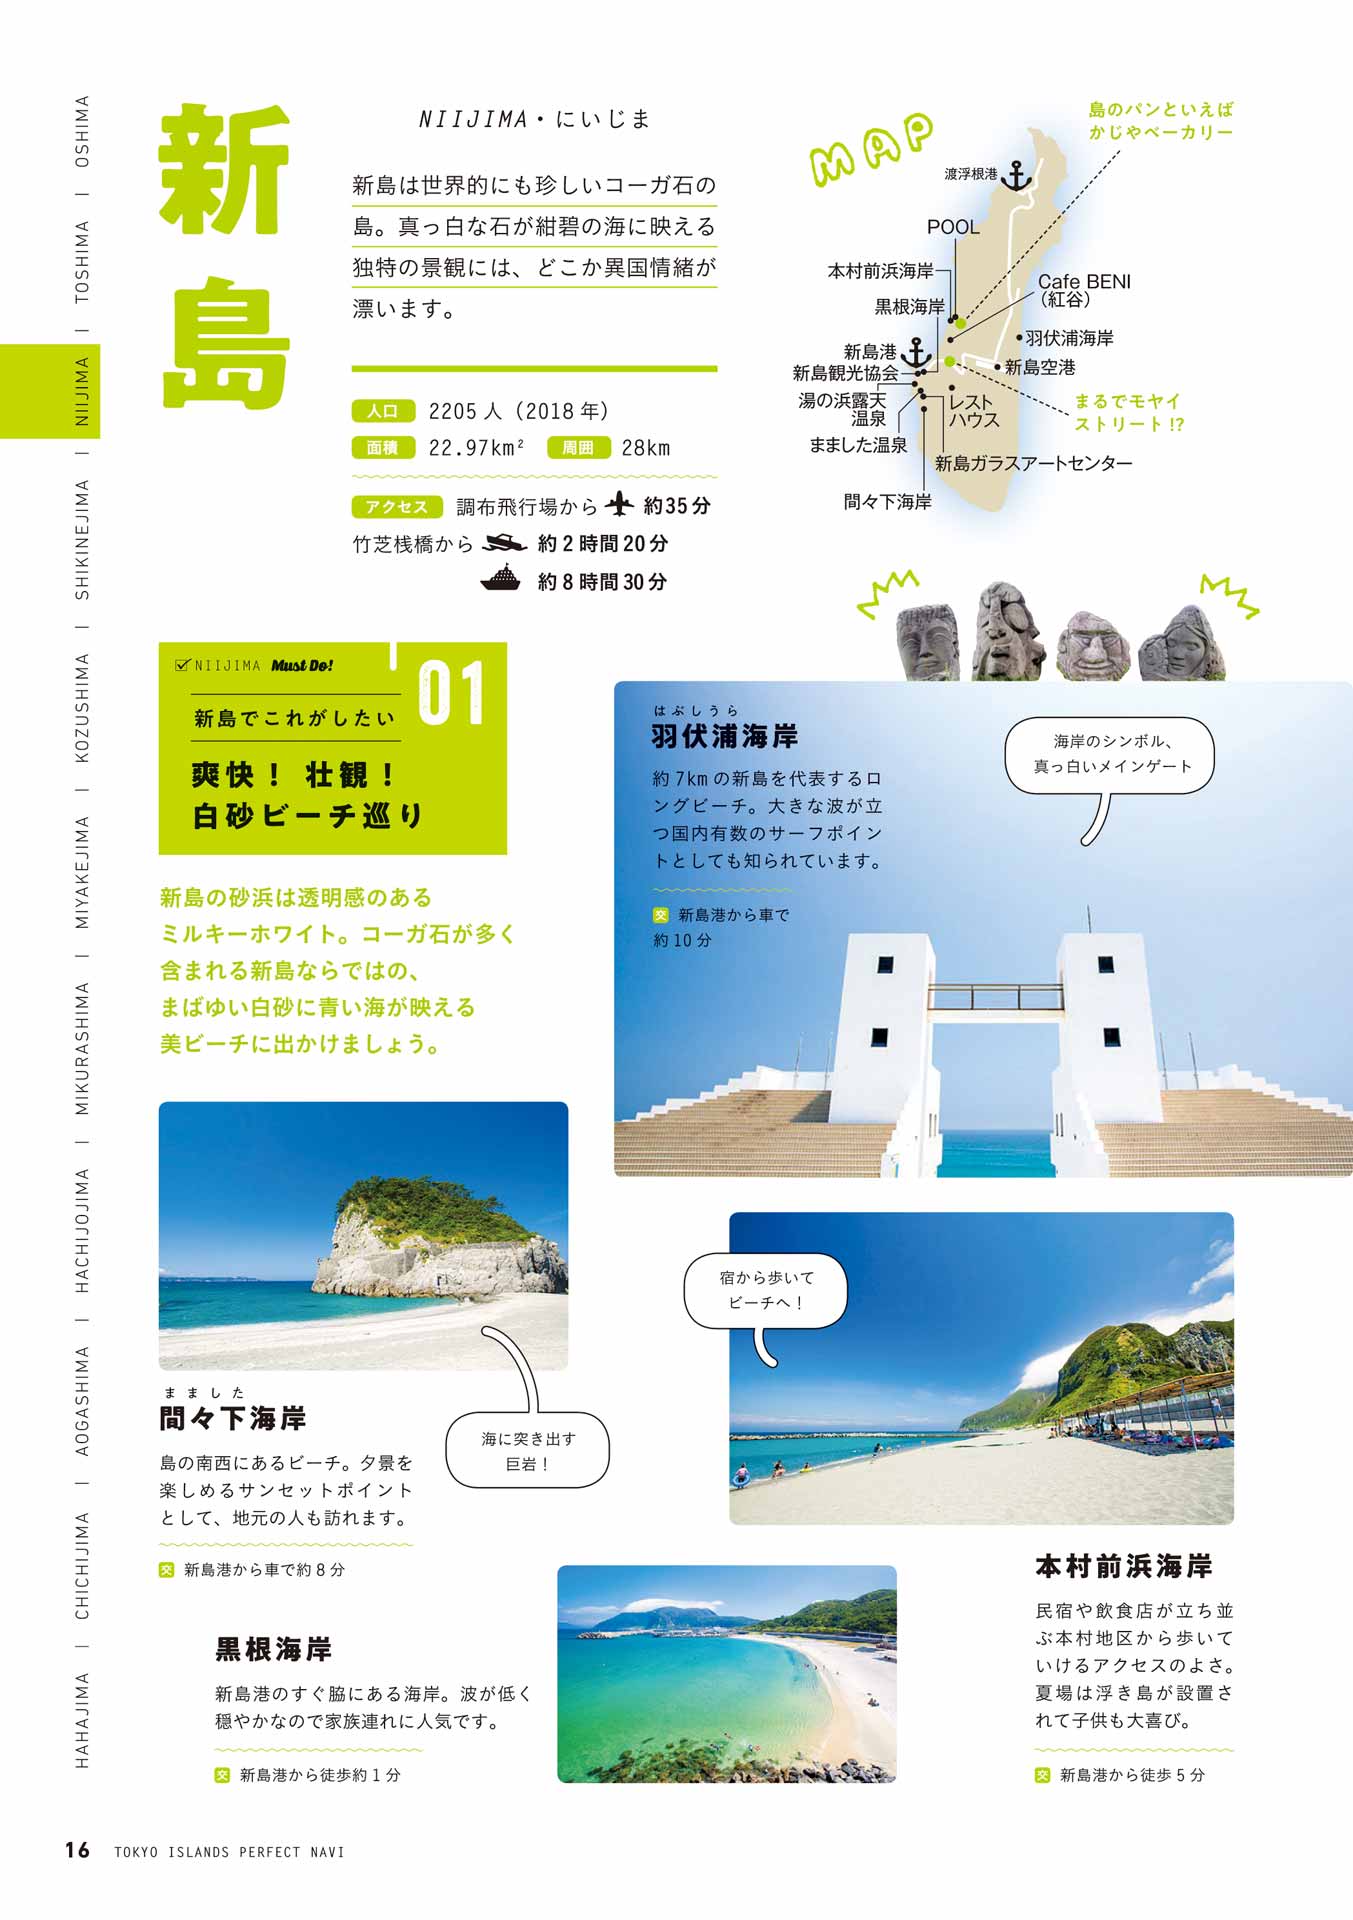 新島
NIIJIMA・にいじま
新島は世界的にも珍しいコーガ石の
島。真っ白な石が紺碧の海に映える
独特の景観には、どこか異国情緒が
漂います。
人口 2205人（2018年）
面積 22.97km² 周囲 28km
アクセス 調布飛行場から 約35分
竹芝桟橋から 約2時間20分
約8時間30分
MAP
島のパンといえば
かじやベーカリー
渡浮根港
POOL
本村前浜海岸
黒根海岸
Cafe BENI
（紅谷）
羽伏浦海岸
新島港
新島観光協会
新島空港
湯の浜露天
温泉
レスト
ハウス
まるでモヤイ
ストリート!?
まました温泉
新島ガラスアートセンター
間々下海岸
NIIJIMA Must Do!
01
新島でこれがしたい
爽快！ 壮観！
白砂ビーチ巡り
新島の砂浜は透明感のある
ミルキーホワイト。コーガ石が多く
含まれる新島ならではの、
まばゆい白砂に青い海が映える
美ビーチに出かけましょう。
はぶしうら
羽伏浦海岸
約7kmの新島を代表するロ
ングビーチ。大きな波が立
つ国内有数のサーフポイン
トとしても知られています。
交 新島港から車で
約10分
海岸のシンボル、
真っ白いメインゲート
ままし た
間々下海岸
島の南西にあるビーチ。夕景を
楽しめるサンセットポイント
として、地元の人も訪れます。
交 新島港から車で約8分
海に突き出す
巨岩！
宿から歩いて
ビーチへ！
本村前浜海岸
民宿や飲食店が立ち並
ぶ本村地区から歩いて
いけるアクセスのよさ。
夏場は浮き島が設置さ
れて子供も大喜び。
交 新島港から徒歩5分
黒根海岸
新島港のすぐ脇にある海岸。波が低く
穏やかなので家族連れに人気です。
交 新島港から徒歩約1分
HAHAJIMA | CHICHIJIMA | AOGASHIMA | HACHIJOJIMA | MIKURASHIMA | MIYAKEJIMA | KOZUSHIMA | SHIKINEJIMA | NIIJIMA | TOSHIMA | OSHIMA
16 TOKYO ISLANDS PERFECT NAVI